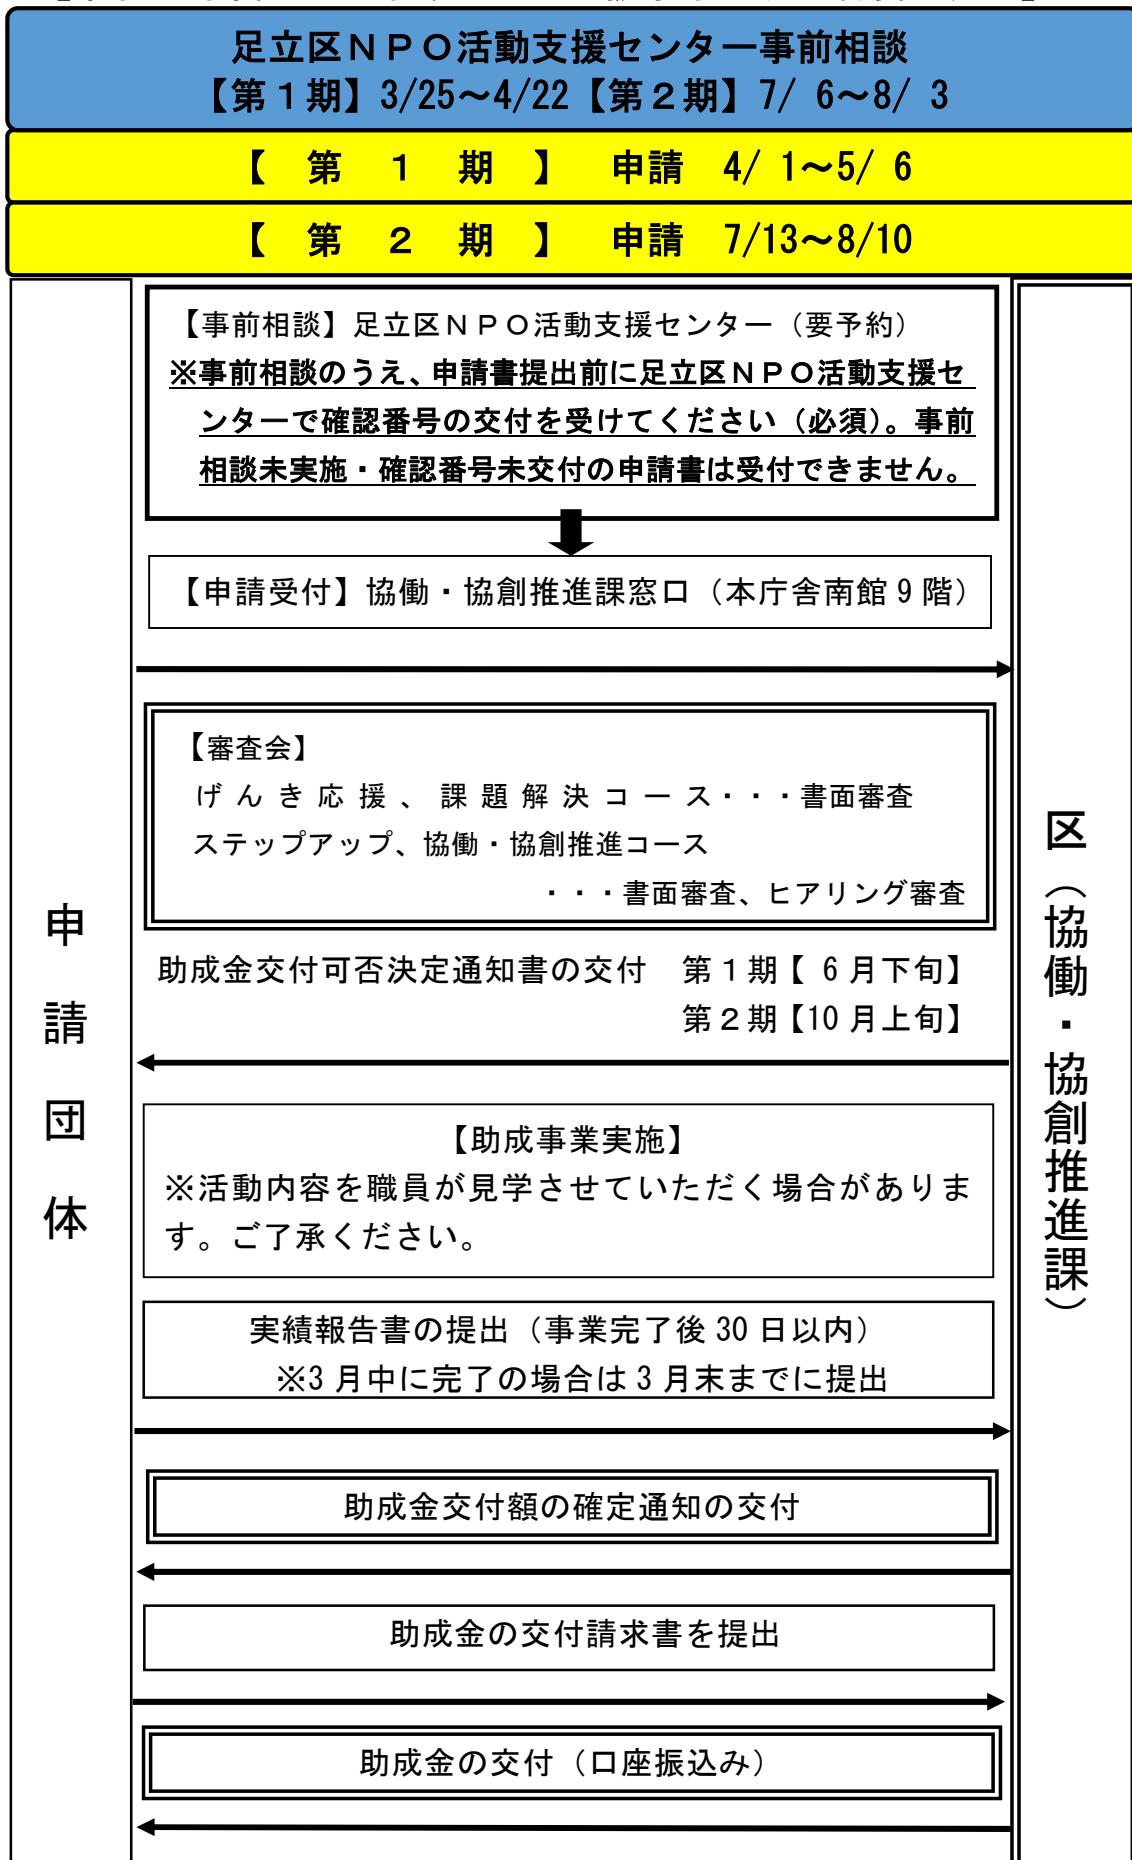 足立区ＮＰＯ活動支援センター事前相談
【第１期】3/25～4/22【第２期】7/ 6～8/ 3
【 第 １ 期 】 申請 4/ 1～5/ 6
【 第 ２ 期 】 申請 7/13～8/10
【事前相談】足立区ＮＰＯ活動支援センター（要予約）
※事前相談のうえ、申請書提出前に足立区ＮＰＯ活動支援セ
ンターで確認番号の交付を受けてください（必須）。事前
相談未実施・確認番号未交付の申請書は受付できません。
【申請受付】協働・協創推進課窓口（本庁舎南館９階）
【審査会】
げんき応援、課題解決コース・・・書面審査
ステップアップ、協働・協創推進コース
・・・書面審査、ヒアリング審査
助成金交付可否決定通知書の交付 第１期【 ６月下旬】
第２期【10 月上旬】
【助成事業実施】
※活動内容を職員が見学させていただく場合がありま
す。ご了承ください。
実績報告書の提出（事業完了後 30 日以内）
※3 月中に完了の場合は 3 月末までに提出
助成金交付額の確定通知の交付
助成金の交付請求書を提出
助成金の交付（口座振込み）
申請団体
区（協働・協創推進課）